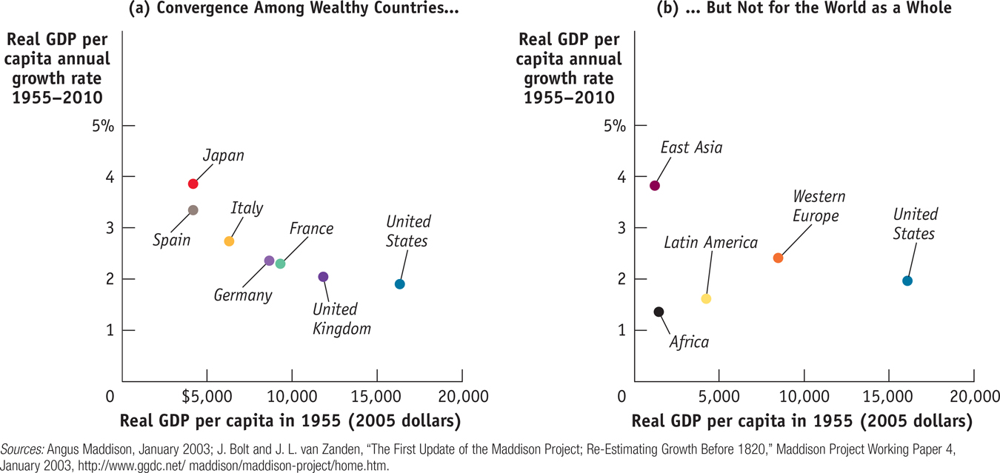 (a) Convergence Among Wealthy Countries...
Real GDP per
capita annual
growth rate
1955–2010
5%
4
3
2
1
0
Japan
Spain
Italy
France
Germany
United
Kingdom
United
States
$5,000
10,000
15,000
20,000
Real GDP per capita in 1955 (2005 dollars)
(b) ... But Not for the World as a Whole
Real GDP per
capita annual
growth rate
1955–2010
5%
4
3
2
1
0
East Asia
Western
Europe
United
States
Latin America
Africa
5,000
10,000
15,000
20,000
Real GDP per capita in 1955 (2005 dollars)
Sources: Angus Maddison, January 2003; J. Bolt and J. L. van Zanden, “The First Update of the Maddison Project; Re-Estimating Growth Before 1820,” Maddison Project Working Paper 4,
January 2003, http://www.ggdc.net/ maddison/maddison-project/home.htm.